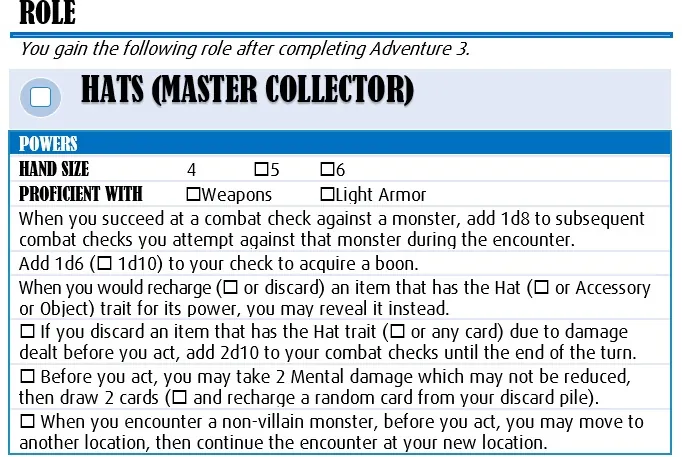 ROLE
You gain the following role after completing Adventure 3.
HATS (MASTER COLLECTOR)
POWERS
HAND SIZE 4 ☐5 ☐6
PROFICIENT WITH ☐Weapons ☐Light Armor
When you succeed at a combat check against a monster, add 1d8 to subsequent
combat checks you attempt against that monster during the encounter.
Add 1d6 (☐ 1d10) to your check to acquire a boon.
When you would recharge (☐ or discard) an item that has the Hat (☐ or Accessory
or Object) trait for its power, you may reveal it instead.
☐ If you discard an item that has the Hat trait (☐ or any card) due to damage
dealt before you act, add 2d10 to your combat checks until the end of the turn.
☐ Before you act, you may take 2 Mental damage which may not be reduced,
then draw 2 cards (☐ and recharge a random card from your discard pile).
☐ When you encounter a non-villain monster, before you act, you may move to
another location, then continue the encounter at your new location.